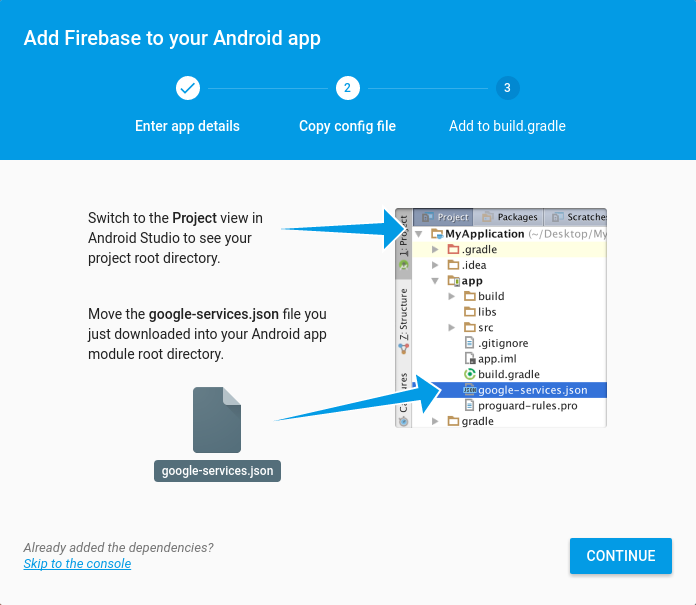 Add Firebase to your Android app
2
3
Enter app details
Copy config file
Add to build.gradle
Switch to the Project view in
Android Studio to see your
project root directory.
Move the google-services.json file you
just downloaded into your Android app
module root directory.
google-services.json
1: Project
Z: Structure
Project
Packages
Scratches
MyApplication (~/Desktop/My
.gradle
.idea
app
build
libs
src
.gitignore
app.iml
build.gradle
google-services.json
proguard-rules.pro
gradle
Already added the dependencies?
Skip to the console
CONTINUE